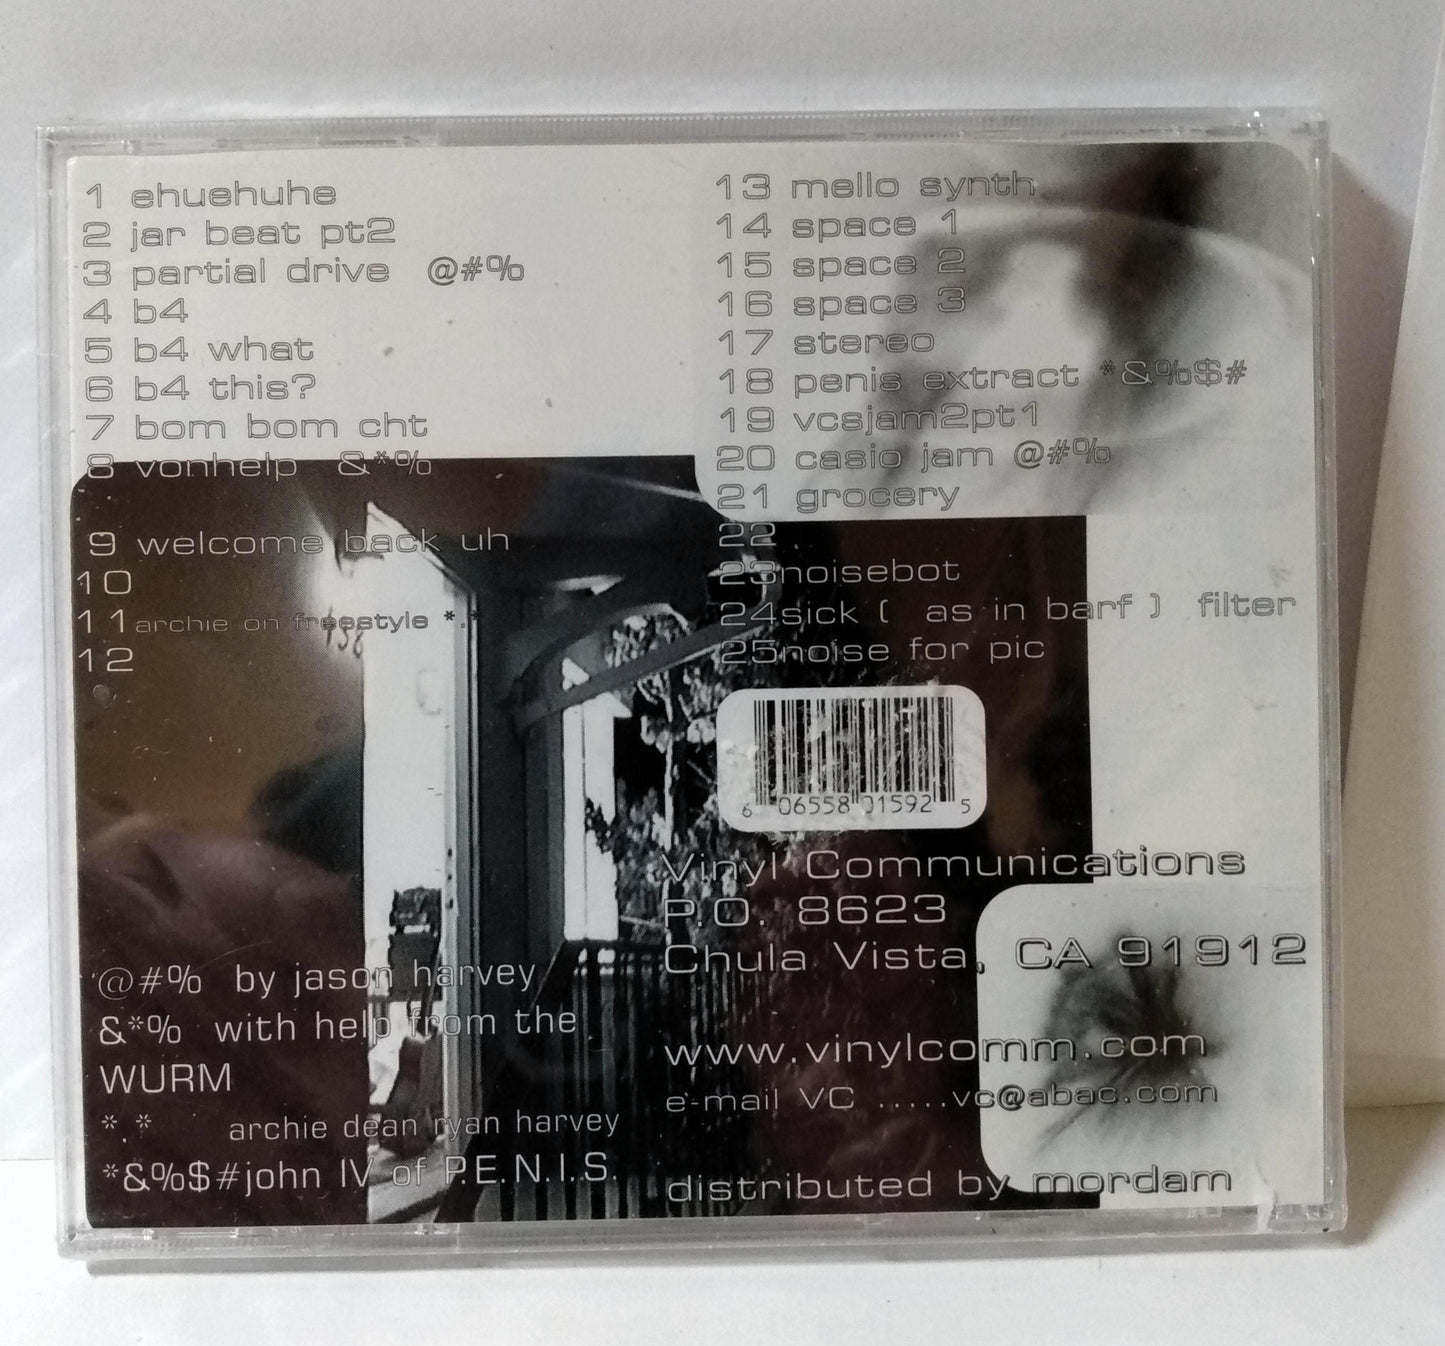 1 ehuehuhe
2 jar beat pt2
3 partial drive @#%
4 b4
5 b4 what
6 b4 this?
7 bom bom cht
8 vonhelp &*%
9 welcome back uh
10
11 archie on freestyle *.*
12
13 mello synth
14 space 1
15 space 2
16 space 3
17 stereo
18 penis extract *&%$#
19 vcsjam2pt1
20 casio jam @#%
21 grocery
22
23noisebot
24sick ( as in barf ) filter
25noise for pic
438
6 06558 01592 5
@#% by jason harvey
&*% with help from the
WURM
*.* archie dean ryan harvey
*&%$#john IV of P.E.N.I.S.
Vinyl Communications
P.O. 8623
Chula Vista, CA 91912
www.vinylcomm.com
e-mail VC .....vc@abac.com
distributed by mordam